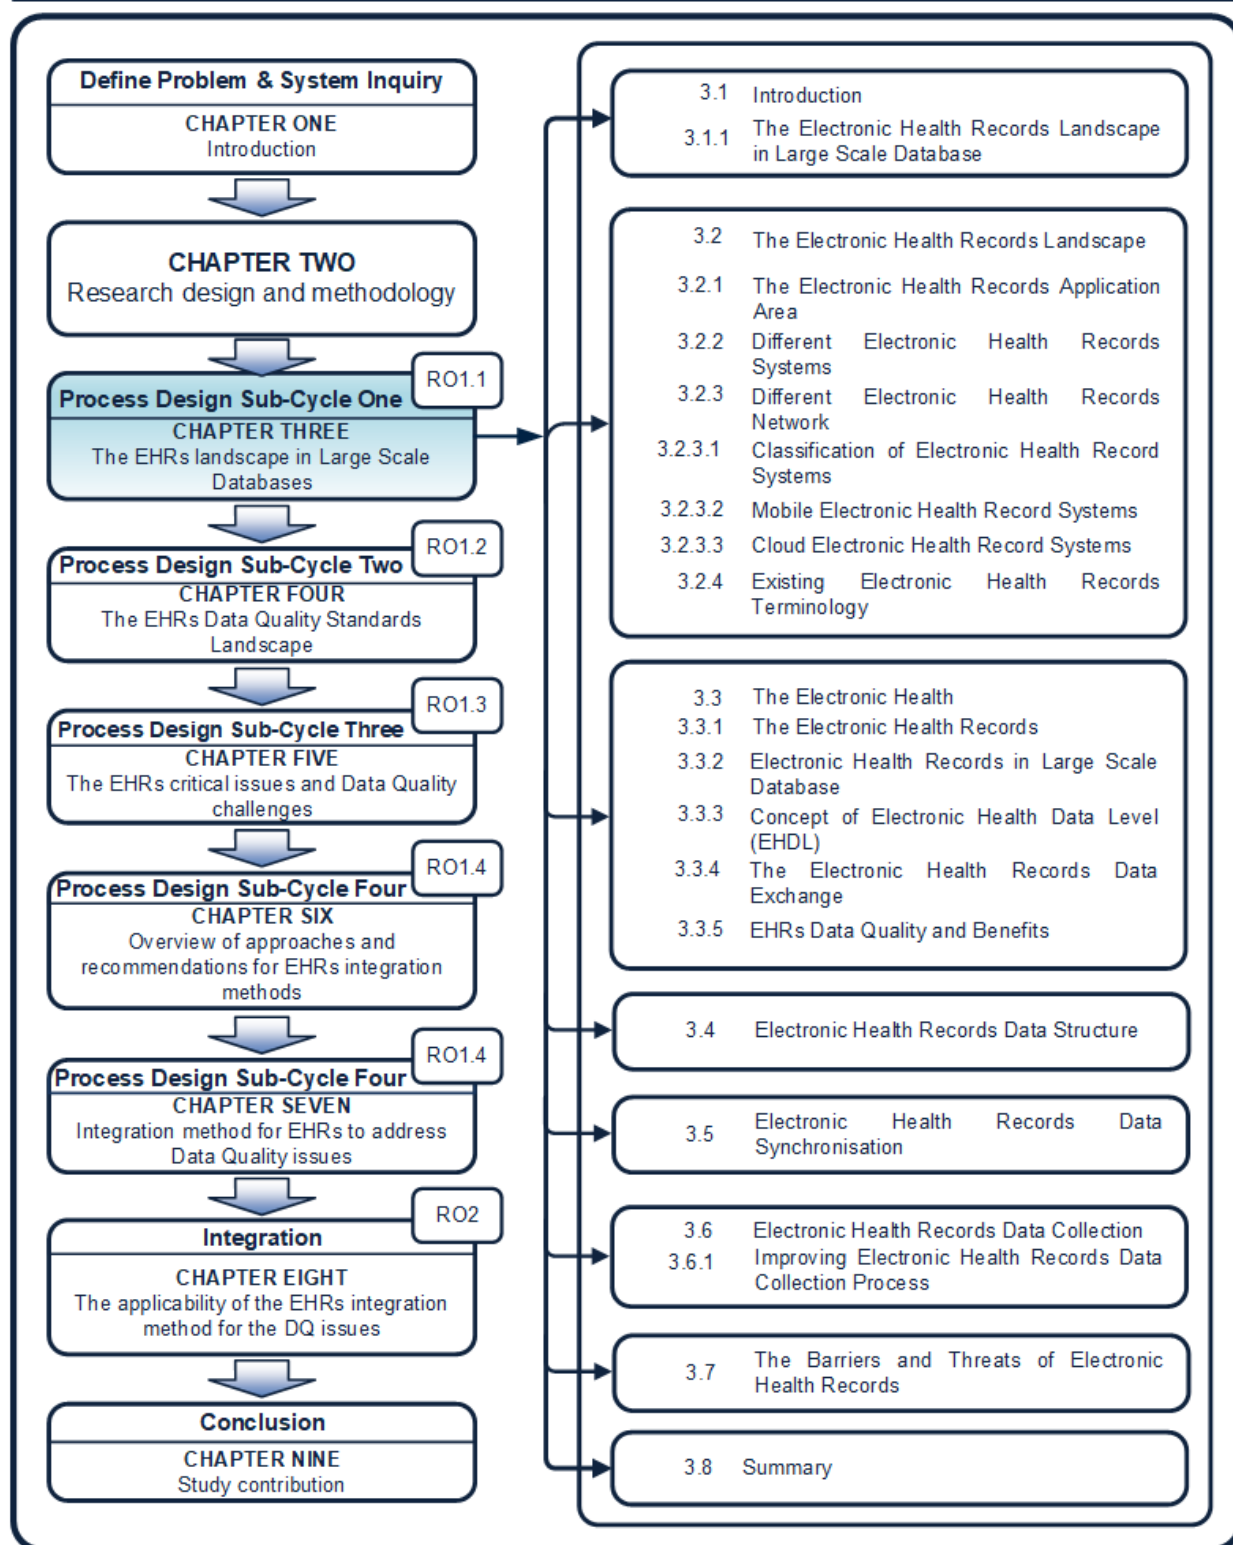 Define Problem & System Inquiry
CHAPTER ONE
Introduction
CHAPTER TWO
Research design and methodology
RO1.1
Process Design Sub-Cycle One
CHAPTER THREE
The EHRs landscape in Large Scale
Databases
RO1.2
Process Design Sub-Cycle Two
CHAPTER FOUR
The EHRs Data Quality Standards
Landscape
RO1.3
Process Design Sub-Cycle Three
CHAPTER FIVE
The EHRs critical issues and Data Quality
challenges
RO1.4
Process Design Sub-Cycle Four
CHAPTER SIX
Overview of approaches and
recommendations for EHRs integration
methods
RO1.4
Process Design Sub-Cycle Four
CHAPTER SEVEN
Integration method for EHRs to address
Data Quality issues
RO2
Integration
CHAPTER EIGHT
The applicability of the EHRs integration
method for the DQ issues
Conclusion
CHAPTER NINE
Study contribution
3.1 Introduction
3.1.1 The Electronic Health Records Landscape
in Large Scale Database
3.2 The Electronic Health Records Landscape
3.2.1 The Electronic Health Records Application
Area
3.2.2 Different Electronic Health Records
Systems
3.2.3 Different Electronic Health Records
Network
3.2.3.1 Classification of Electronic Health Record
Systems
3.2.3.2 Mobile Electronic Health Record Systems
3.2.3.3 Cloud Electronic Health Record Systems
3.2.4 Existing Electronic Health Records
Terminology
3.3 The Electronic Health
3.3.1 The Electronic Health Records
3.3.2 Electronic Health Records in Large Scale
Database
3.3.3 Concept of Electronic Health Data Level
(EHDL)
3.3.4 The Electronic Health Records Data
Exchange
3.3.5 EHRs Data Quality and Benefits
3.4 Electronic Health Records Data Structure
3.5 Electronic Health Records Data
Synchronisation
3.6 Electronic Health Records Data Collection
3.6.1 Improving Electronic Health Records Data
Collection Process
3.7 The Barriers and Threats of Electronic
Health Records
3.8 Summary